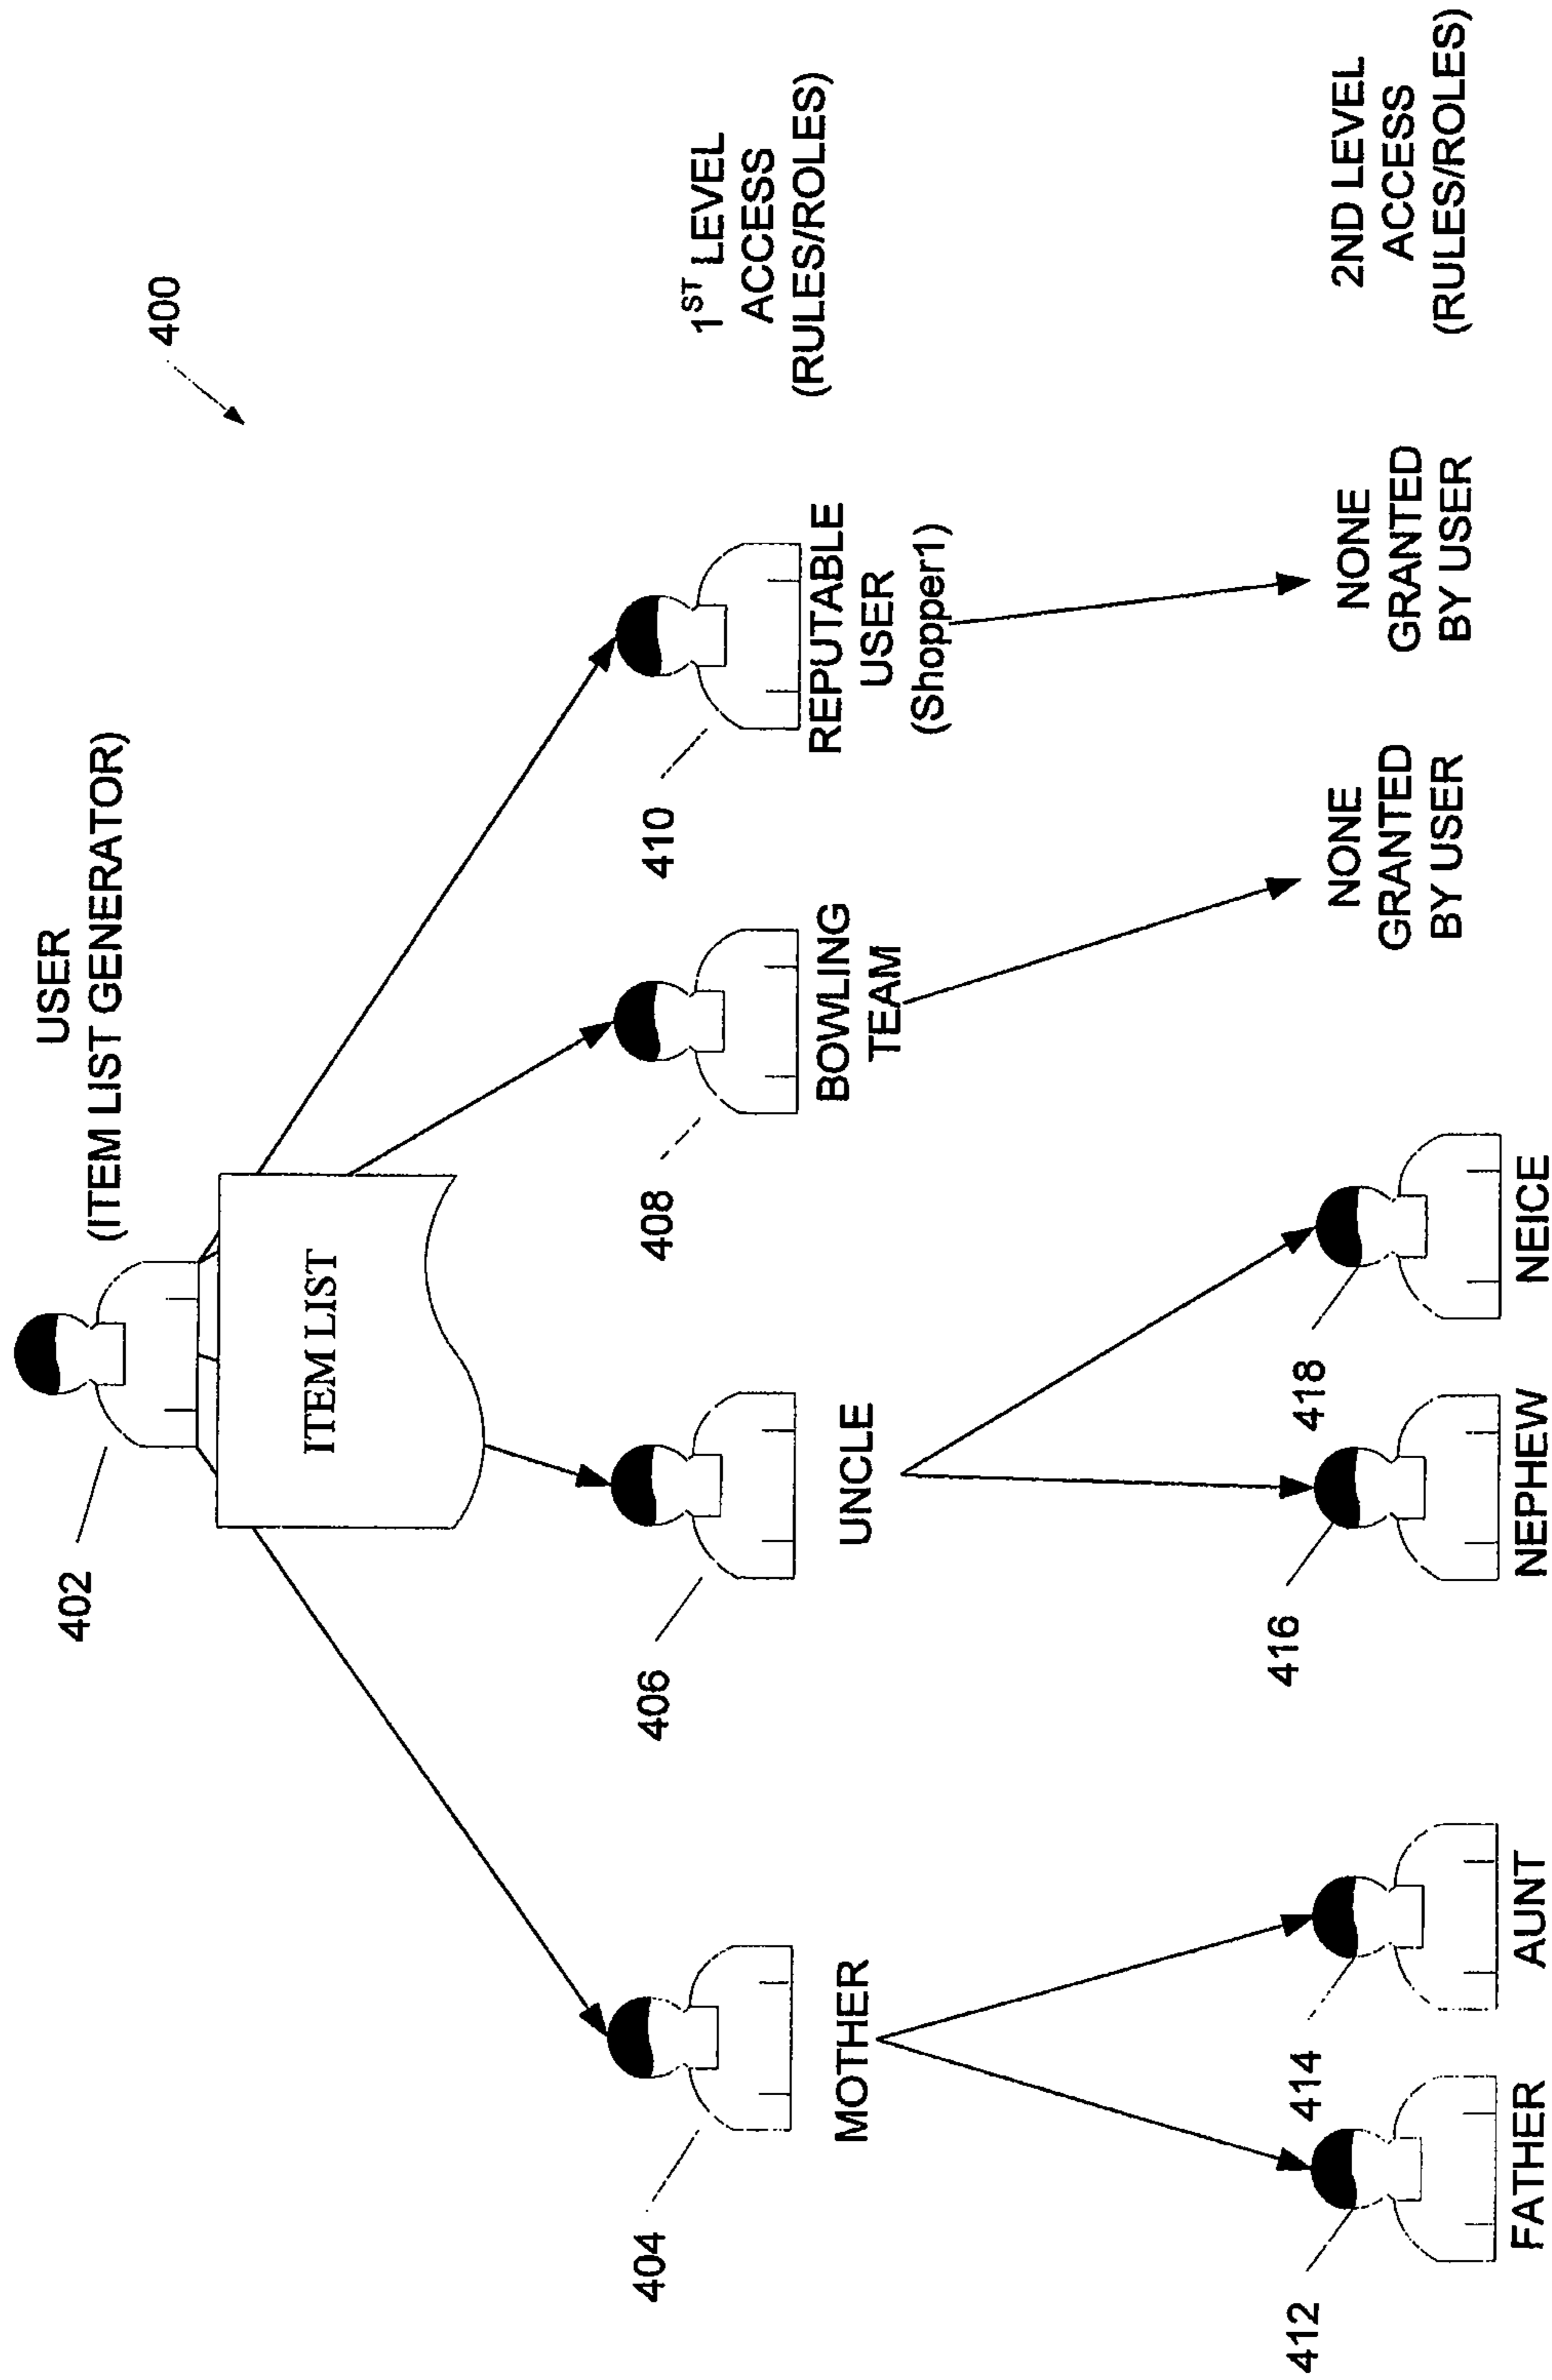 400
402
USER
(ITEM LIST GENERATOR)
ITEM LIST
404
MOTHER
406
UNCLE
408
BOWLING
TEAM
410
REPUTABLE
USER
(Shopper1)
1ST LEVEL
ACCESS
(RULES/ROLES)
412
FATHER
414
AUNT
416
NEPHEW
418
NEICE
NONE
GRANTED
BY USER
NONE
GRANTED
BY USER
2ND LEVEL
ACCESS
(RULES/ROLES)